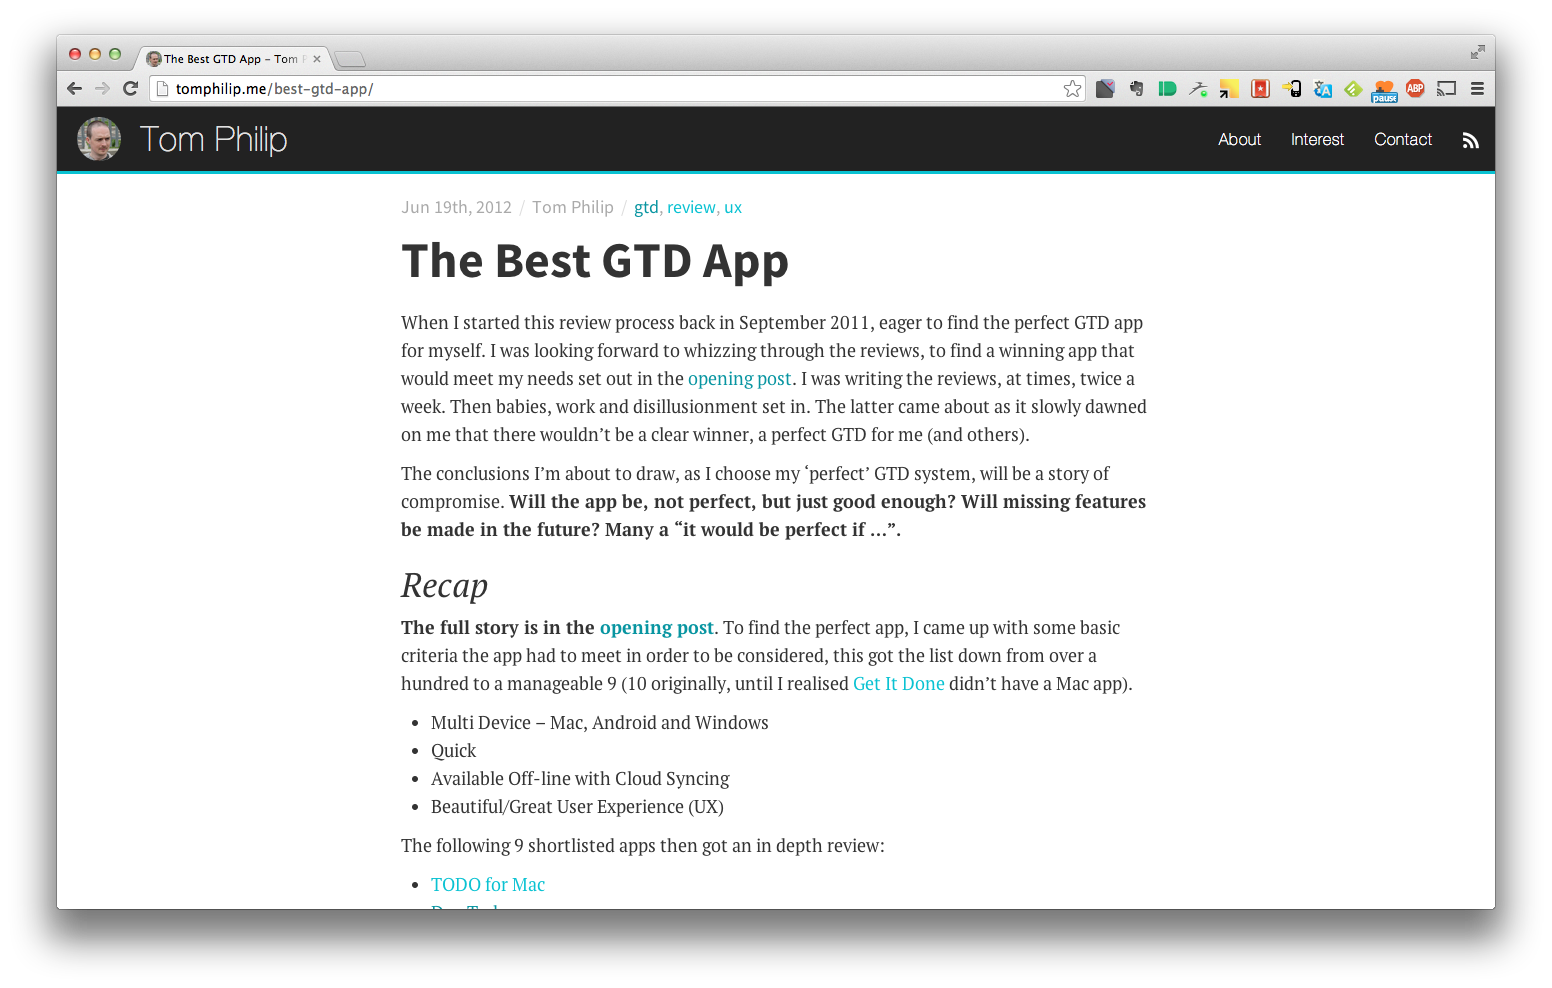 The Best GTD App – Tom P
tomphilip.me/best-gtd-app/
ABP
pause
Tom Philip
About Interest Contact
Jun 19th, 2012 / Tom Philip / gtd, review, ux
The Best GTD App
When I started this review process back in September 2011, eager to find the perfect GTD app
for myself. I was looking forward to whizzing through the reviews, to find a winning app that
would meet my needs set out in the opening post. I was writing the reviews, at times, twice a
week. Then babies, work and disillusionment set in. The latter came about as it slowly dawned
on me that there wouldn’t be a clear winner, a perfect GTD for me (and others).
The conclusions I’m about to draw, as I choose my ‘perfect’ GTD system, will be a story of
compromise. Will the app be, not perfect, but just good enough? Will missing features
be made in the future? Many a “it would be perfect if …”.
Recap
The full story is in the opening post. To find the perfect app, I came up with some basic
criteria the app had to meet in order to be considered, this got the list down from over a
hundred to a manageable 9 (10 originally, until I realised Get It Done didn’t have a Mac app).
• Multi Device – Mac, Android and Windows
• Quick
• Available Off-line with Cloud Syncing
• Beautiful/Great User Experience (UX)
The following 9 shortlisted apps then got an in depth review:
• TODO for Mac